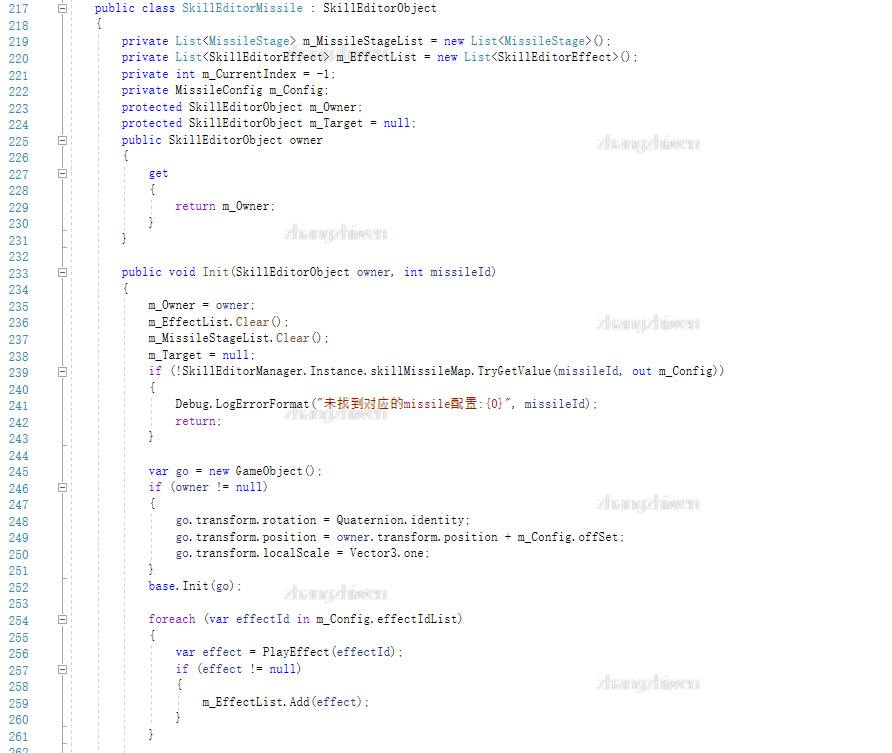 217 public class SkillEditorMissile : SkillEditorObject
218 {
219 private List<MissileStage> m_MissileStageList = new List<MissileStage>();
220 private List<SkillEditorEffect> m_EffectList = new List<SkillEditorEffect>();
221 private int m_CurrentIndex = -1;
222 private MissileConfig m_Config;
223 protected SkillEditorObject m_Owner;
224 protected SkillEditorObject m_Target = null;
225 public SkillEditorObject owner
zhangzhiwen
226 {
227 get
228 {
229 return m_Owner;
230 }
zhangzhiwen
231 }
232
233 public void Init(SkillEditorObject owner, int missileId)
234 {
235 m_Owner = owner;
236 m_EffectList.Clear();
zhangzhiwen
237 m_MissileStageList.Clear();
238 m_Target = null;
239 if (!SkillEditorManager.Instance.skillMissileMap.TryGetValue(missileId, out m_Config))
240 {
241 Debug.LogErrorFormat("未找到对应的missile配置:{0}", missileId);
zhangzhiwen
242 return;
243 }
244
245 var go = new GameObject();
246 if (owner != null)
247 {
zhangzhiwen
248 go.transform.rotation = Quaternion.identity;
249 go.transform.position = owner.transform.position + m_Config.offSet;
250 go.transform.localScale = Vector3.one;
251 }
252 base.Init(go);
zhangzhiwen
253
254 foreach (var effectId in m_Config.effectIdList)
255 {
256 var effect = PlayEffect(effectId);
257 if (effect != null)
258 {
zhangzhiwen
259 m_EffectList.Add(effect);
260 }
261 }
262